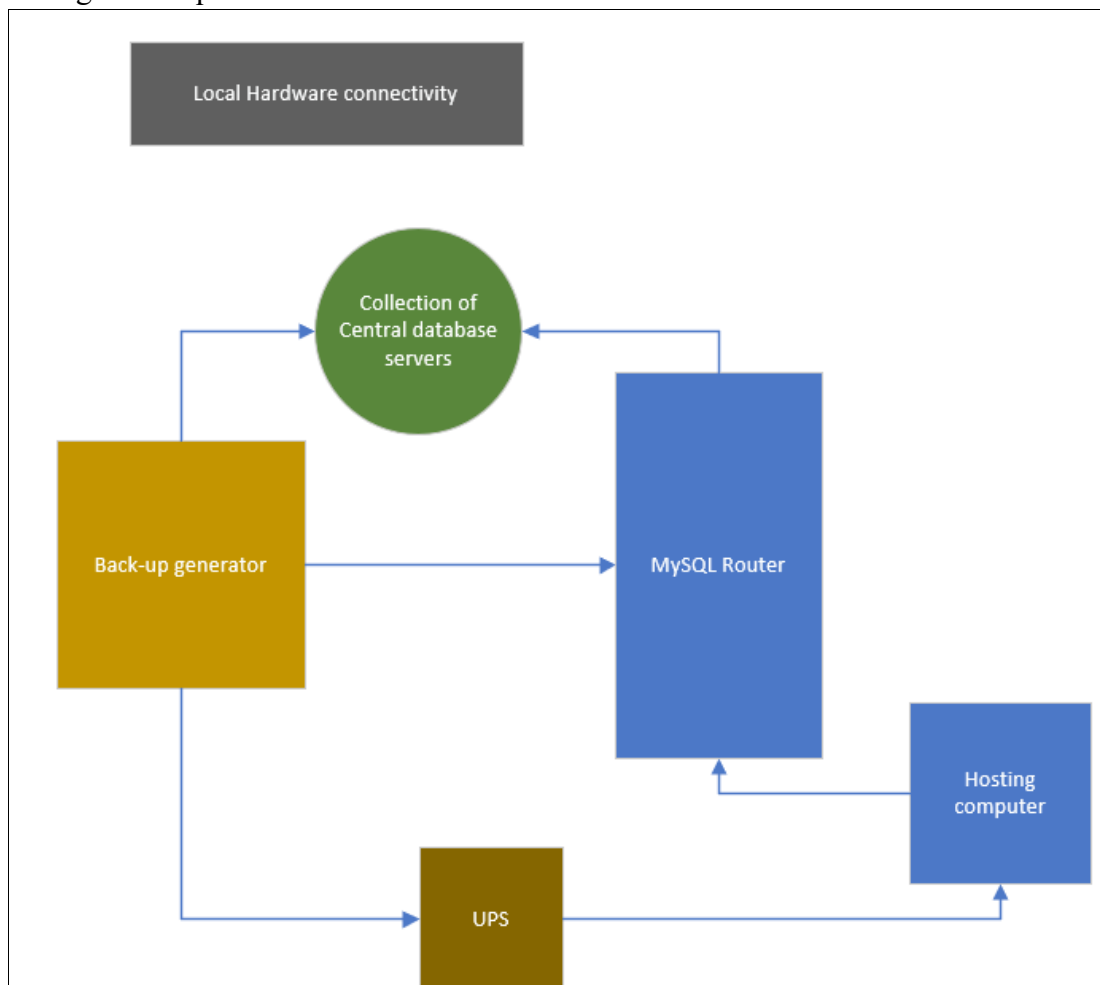 Local Hardware connectivity
Collection of
Central database
servers
Back-up generator
MySQL Router
Hosting
computer
UPS